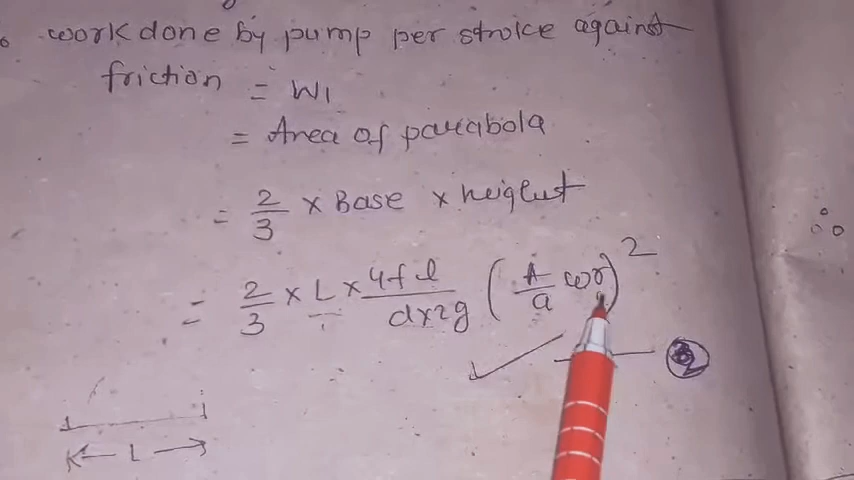 work done by pump per stroke against
friction = W1
= Area of parabola
= 2/3 × Base × height
= 2/3 × L × 4fl/d×2g (A/a ωr)² — 2
L